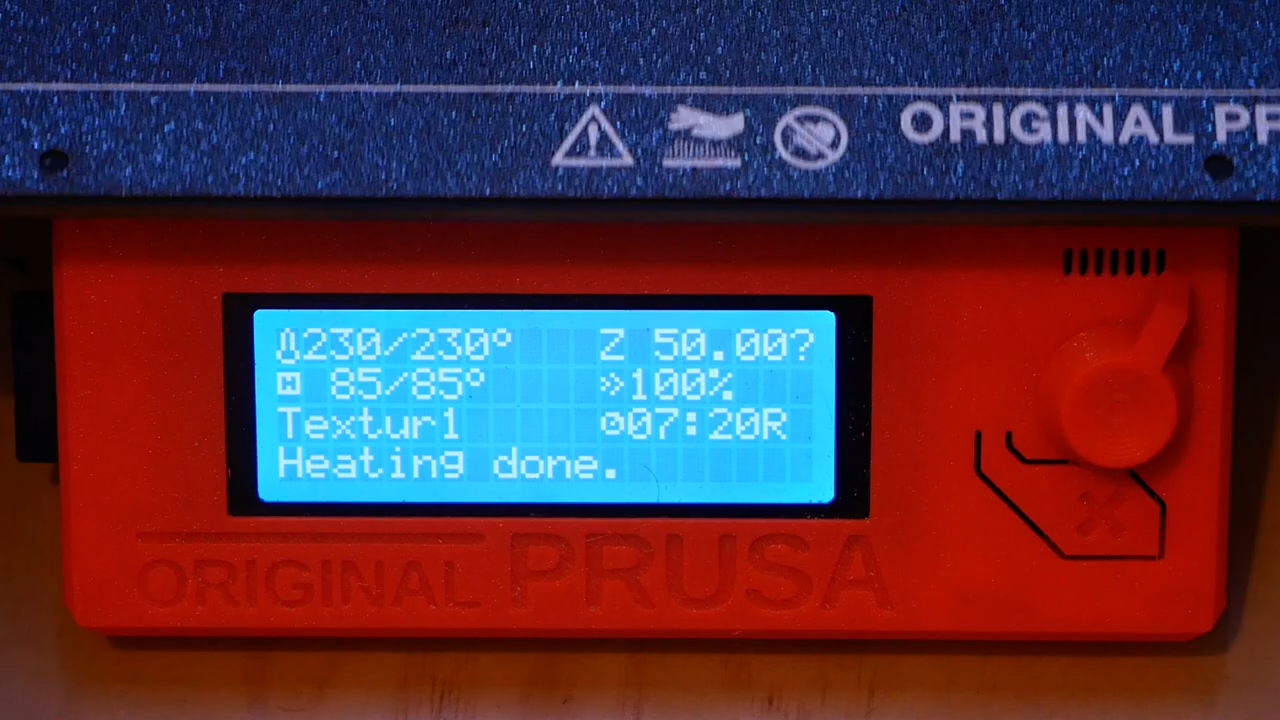 ORIGINAL PR
230/230° Z 50.00?
85/85° »100%
Textur1 07:20R
Heating done.
ORIGINAL PRUSA